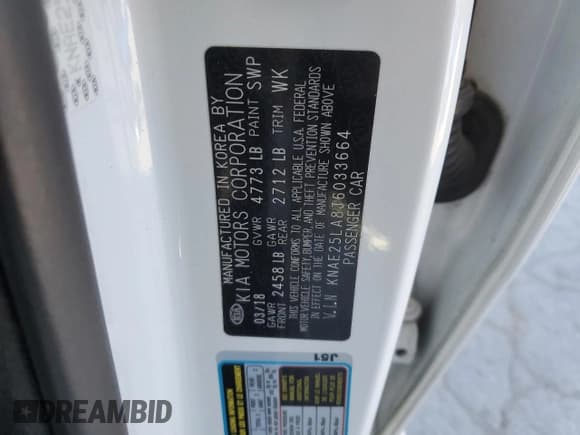 MANUFACTURED IN KOREA BY
KIA KIA MOTORS CORPORATION
03/18 GVWR 4773 LB PAINT SWP
GAWR FRONT 2458 LB GAWR REAR 2712 LB TRIM WK
THIS VEHICLE CONFORMS TO ALL APPLICABLE U.S.A. FEDERAL
MOTOR VEHICLE SAFETY, BUMPER, AND THEFT PREVENTION STANDARDS
IN EFFECT ON THE DATE OF MANUFACTURE SHOWN ABOVE
V.I.N KNAE25LA8J6033664
PASSENGER CAR
J51
DREAMBID